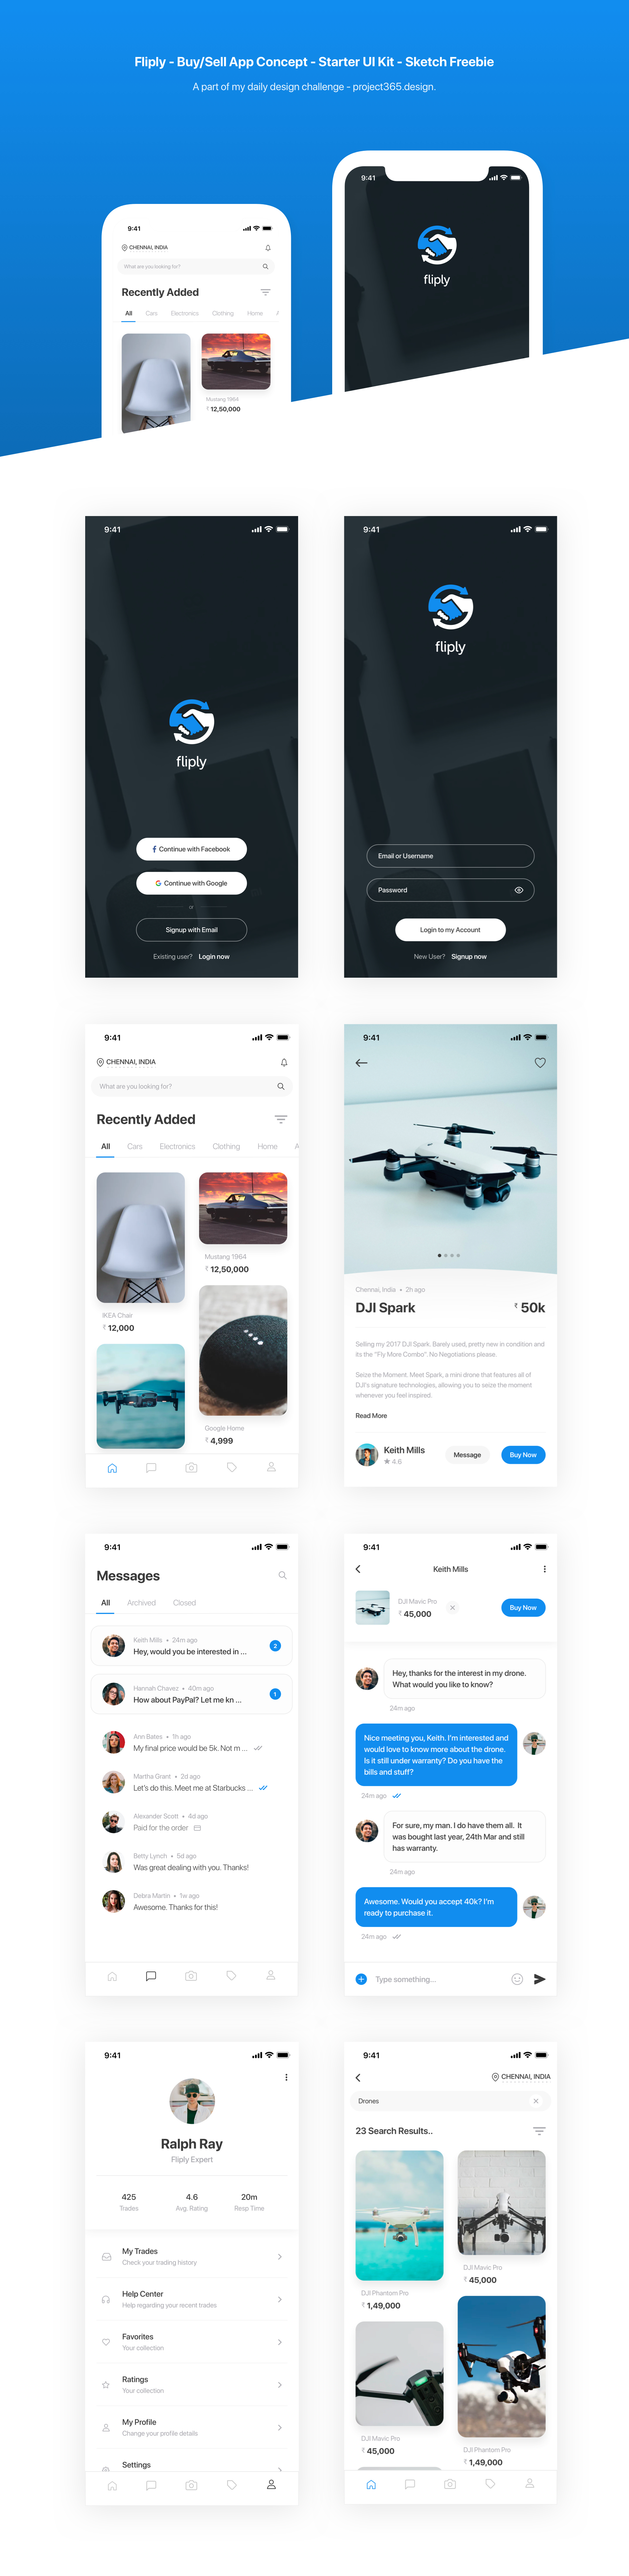 Fliply - Buy/Sell App Concept - Starter UI Kit - Sketch Freebie
A part of my daily design challenge - project365.design.
9:41
CHENNAI, INDIA
What are you looking for?
Recently Added
All Cars Electronics Clothing Home
Mustang 1964
₹ 12,50,000
9:41
fliply
9:41
fliply
Continue with Facebook
Continue with Google
or
Signup with Email
Existing user? Login now
9:41
fliply
Email or Username
Password
Login to my Account
New User? Signup now
9:41
CHENNAI, INDIA
What are you looking for?
Recently Added
All Cars Electronics Clothing Home A
IKEA Chair
₹ 12,000
Mustang 1964
₹ 12,50,000
Google Home
₹ 4,999
9:41
Chennai, India • 2h ago
DJI Spark ₹ 50k
Selling my 2017 DJI Spark. Barely used, pretty new in condition and
its the "Fly More Combo". No Negotiations please.
Seize the Moment. Meet Spark, a mini drone that features all of
DJI's signature technologies, allowing you to seize the moment
whenever you feel inspired.
Read More
Keith Mills
★ 4.6
Message
Buy Now
9:41
Messages
All Archived Closed
Keith Mills • 24m ago
Hey, would you be interested in ...
2
Hannah Chavez • 40m ago
How about PayPal? Let me kn ...
1
Ann Bates • 1h ago
My final price would be 5k. Not m ...
Martha Grant • 2d ago
Let's do this. Meet me at Starbucks ...
Alexander Scott • 4d ago
Paid for the order
Betty Lynch • 5d ago
Was great dealing with you. Thanks!
Debra Martin • 1w ago
Awesome. Thanks for this!
9:41
Keith Mills
DJI Mavic Pro
₹ 45,000
Buy Now
Hey, thanks for the interest in my drone.
What would you like to know?
24m ago
Nice meeting you, Keith. I'm interested and
would love to know more about the drone.
Is it still under warranty? Do you have the
bills and stuff?
24m ago
For sure, my man. I do have them all. It
was bought last year, 24th Mar and still
has warranty.
24m ago
Awesome. Would you accept 40k? I'm
ready to purchase it.
24m ago
Type something...
9:41
Ralph Ray
Fliply Expert
425 4.6 20m
Trades Avg. Rating Resp Time
My Trades
Check your trading history
Help Center
Help regarding your recent trades
Favorites
Your collection
Ratings
Your collection
My Profile
Change your profile details
Settings
9:41
CHENNAI, INDIA
Drones
23 Search Results..
DJI Phantom Pro
₹ 1,49,000
DJI Mavic Pro
₹ 45,000
DJI Mavic Pro
₹ 45,000
DJI Phantom Pro
₹ 1,49,000